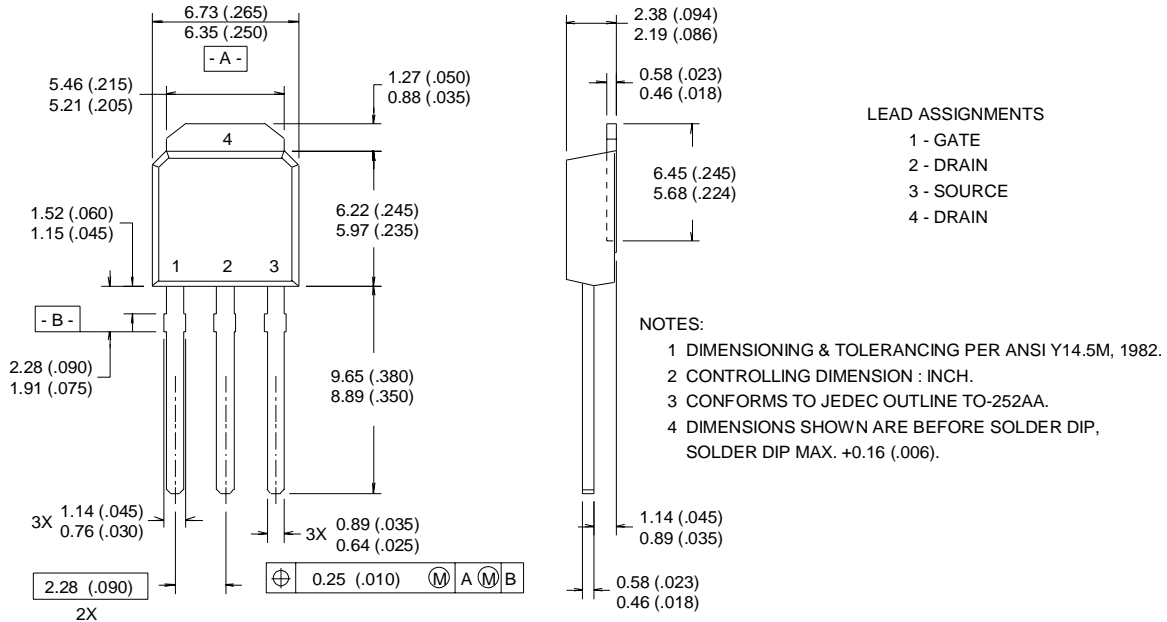 6.73 (.265)
6.35 (.250)
- A -
5.46 (.215)
5.21 (.205)
1.27 (.050)
0.88 (.035)
4
1.52 (.060)
1.15 (.045)
6.22 (.245)
5.97 (.235)
1 2 3
- B -
2.28 (.090)
1.91 (.075)
9.65 (.380)
8.89 (.350)
3X 1.14 (.045)
0.76 (.030)
3X 0.89 (.035)
0.64 (.025)
2.28 (.090)
2X
0.25 (.010) Ⓜ A Ⓜ B
2.38 (.094)
2.19 (.086)
0.58 (.023)
0.46 (.018)
6.45 (.245)
5.68 (.224)
1.14 (.045)
0.89 (.035)
0.58 (.023)
0.46 (.018)
LEAD ASSIGNMENTS
1 - GATE
2 - DRAIN
3 - SOURCE
4 - DRAIN
NOTES:
1 DIMENSIONING & TOLERANCING PER ANSI Y14.5M, 1982.
2 CONTROLLING DIMENSION : INCH.
3 CONFORMS TO JEDEC OUTLINE TO-252AA.
4 DIMENSIONS SHOWN ARE BEFORE SOLDER DIP,
SOLDER DIP MAX. +0.16 (.006).